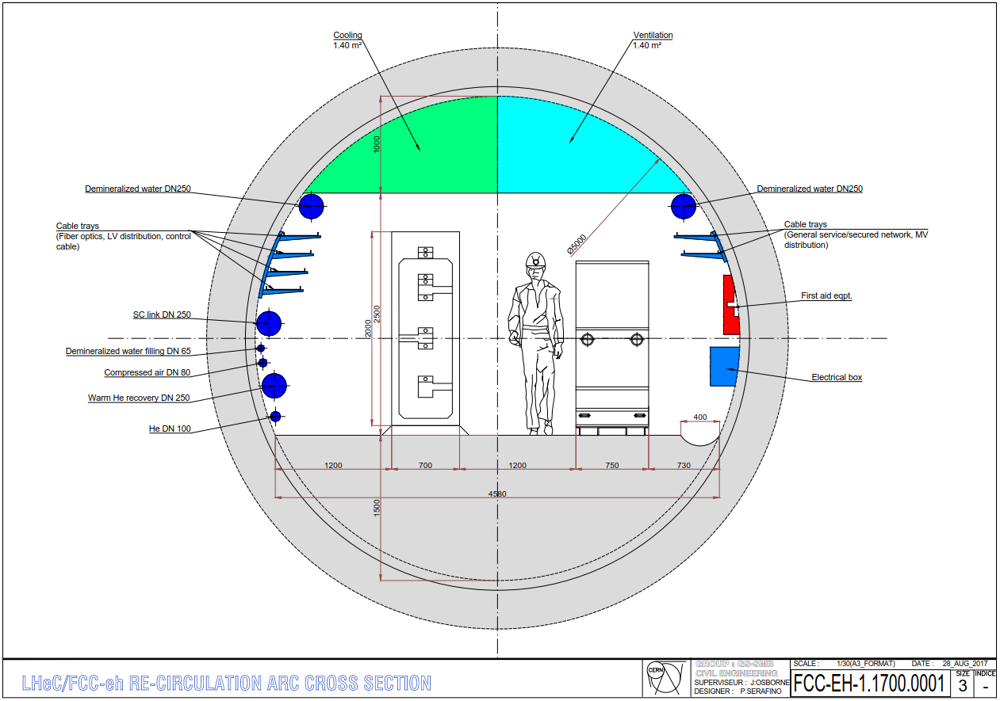 Cooling
1.40 m²
Ventilation
1.40 m²
1000
Demineralized water DN250
Demineralized water DN250
Cable trays
(Fiber optics, LV distribution, control
cable)
Cable trays
(General service/secured network, MV
distribution)
Ø5000
First aid eqpt.
SC link DN 250
2000
2500
Demineralized water filling DN 65
Compressed air DN 80
Electrical box
Warm He recovery DN 250
He DN 100
400
1200
700
1200
750
730
4580
1500
LHeC/FCC-eh RE-CIRCULATION ARC CROSS SECTION
CERN
GROUP : GS-SMB
CIVIL ENGINEERING
SUPERVISEUR : J.OSBORNE
DESIGNER : P.SERAFINO
SCALE : 1/30(A3_FORMAT) DATE : 28_AUG_2017
FCC-EH-1.1700.0001
SIZE
3
INDICE
-